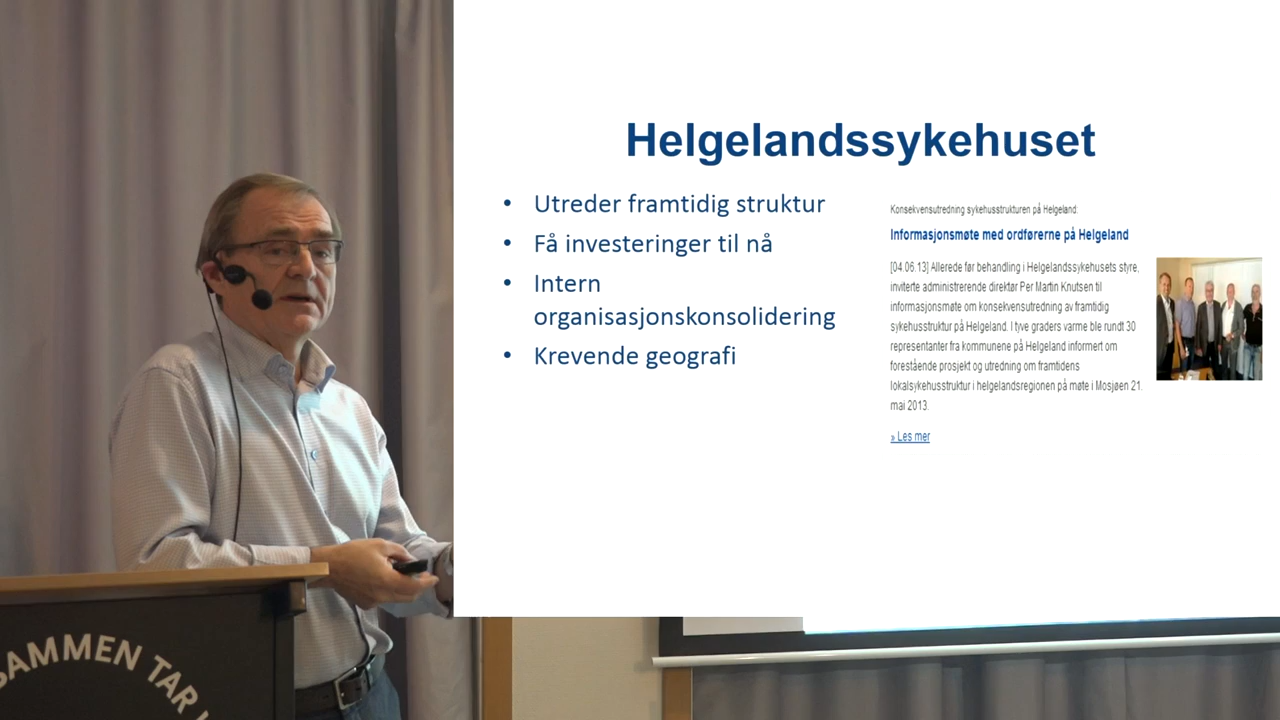 Helgelandssykehuset
• Utreder framtidig struktur
• Få investeringer til nå
• Intern
organisasjonskonsolidering
• Krevende geografi
Konsekvensutredning sykehusstrukturen på Helgeland:
Informasjonsmøte med ordførerne på Helgeland
[04.06.13] Allerede før behandling i Helgelandssykehusets styre,
inviterte administrerende direktør Per Martin Knutsen til
informasjonsmøte om konsekvensutredning av framtidig
sykehusstruktur på Helgeland. I tyve graders varme ble rundt 30
representanter fra kommunene på Helgeland informert om
forestående prosjekt og utredning om framtidens
lokalsykehusstruktur i helgelandsregionen på møte i Mosjøen 21.
mai 2013.
» Les mer
SAMMEN TAR